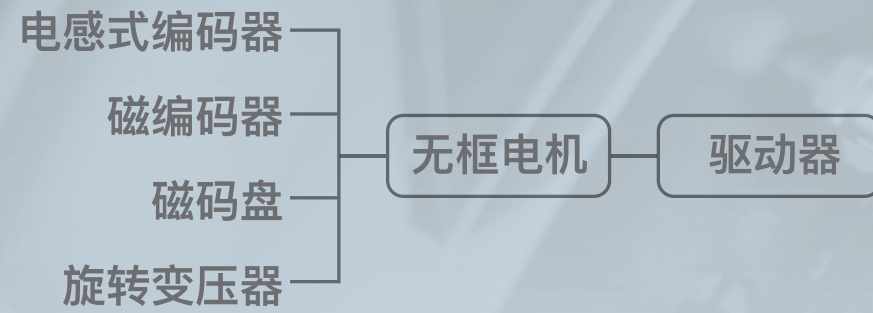 电感式编码器
磁编码器
磁码盘
旋转变压器
无框电机
驱动器